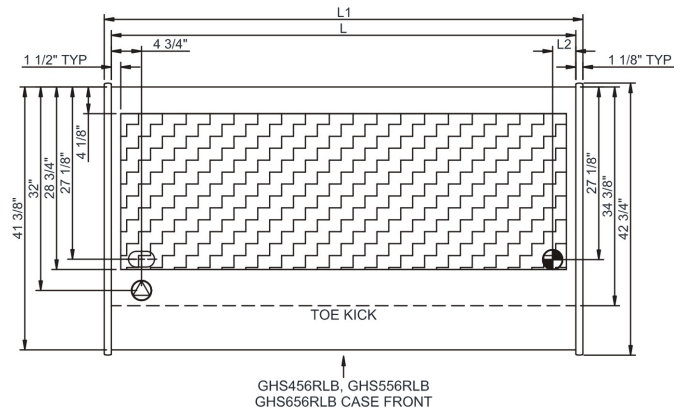 L1
L
4 3/4"
L2
1 1/2" TYP
1 1/8" TYP
4 1/8"
27 1/8"
28 3/4"
32"
41 3/8"
27 1/8"
34 3/8"
42 3/4"
TOE KICK
GHS456RLB, GHS556RLB
GHS656RLB CASE FRONT